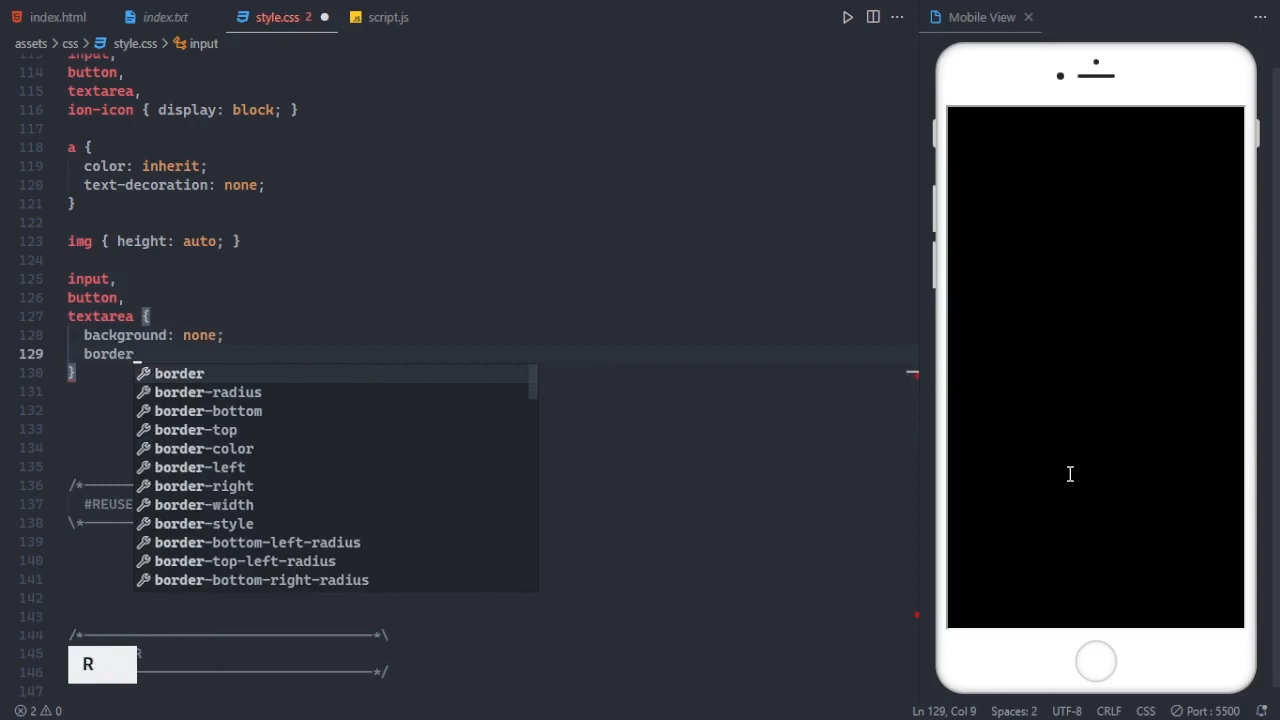 index.html
index.txt
style.css 2
script.js
Mobile View
assets > css > style.css > input
113 input,
114 button,
115 textarea,
116 ion-icon { display: block; }
117
118 a {
119 color: inherit;
120 text-decoration: none;
121 }
122
123 img { height: auto; }
124
125 input,
126 button,
127 textarea {
128 background: none;
129 border
130 }
border
131 border-radius
132 border-bottom
133 border-top
134 border-color
135 border-left
136 /* border-right
137 #REUSE border-width
138 \* border-style
139 border-bottom-left-radius
140 border-top-left-radius
141 border-bottom-right-radius
142
143
144 /*—*\
145 R
R
146 —*/
147
2 0
Ln 129, Col 9
Spaces: 2
UTF-8
CRLF
CSS
Port : 5500